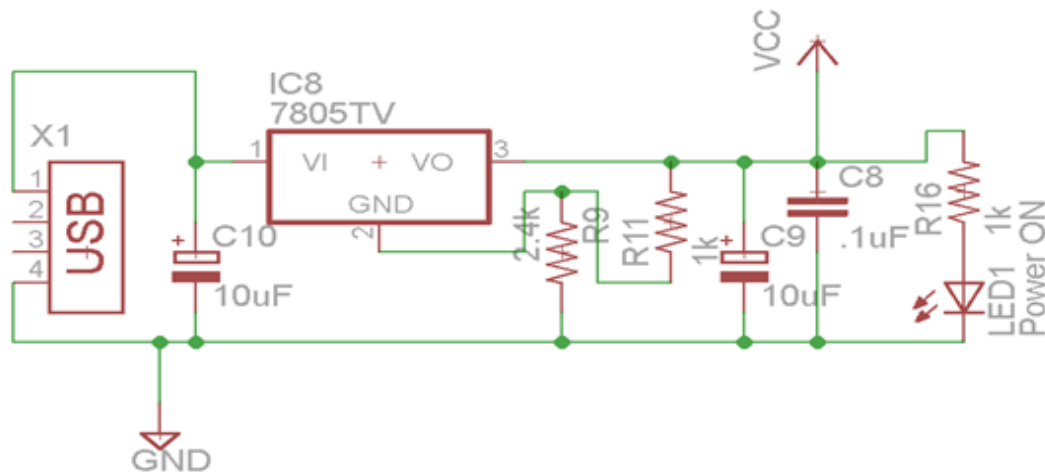 VCC
IC8
7805TV
X1
1
VI
VO
3
GND
2
1
2
3
4
USB
C10
10uF
2.4k
R9
R11
1k
C9
10uF
C8
.1uF
R16
1k
LED1
Power ON
GND